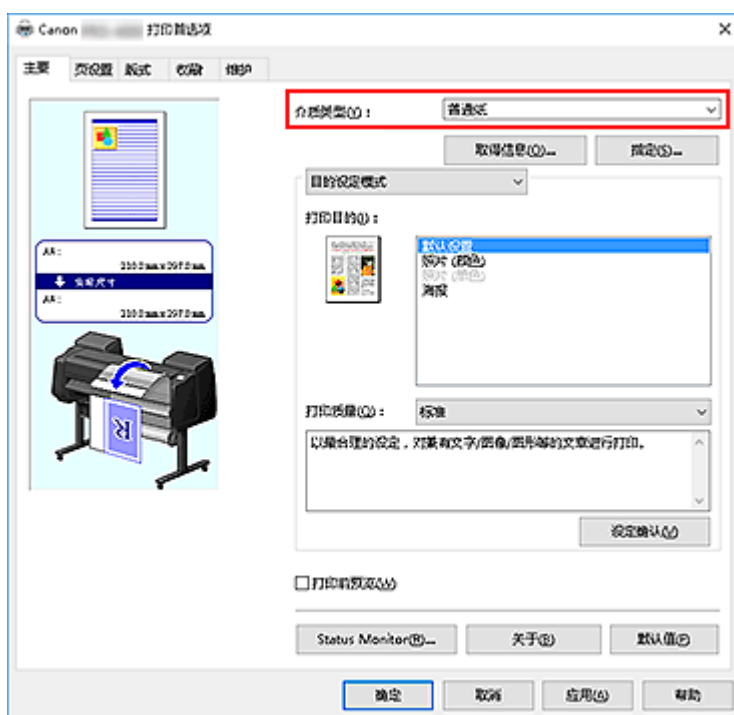 Canon 打印首选项
主要 页设置 版式 收藏 维护
介质类型(Y)： 普通纸
取得信息(O)... 指定(S)...
目的设定模式
打印目的(J)：
默认设置
照片 (颜色)
照片 (单色)
海报
A4：
210.0mm x 297.0mm
实际尺寸
A4：
210.0mm x 297.0mm
R
打印质量(Q)： 标准
以最合理的设定，对兼有文字/图像/图形等的文章进行打印。
设定确认(V)
打印前预览(W)
Status Monitor(R)... 关于(B) 默认值(F)
确定 取消 应用(A) 帮助